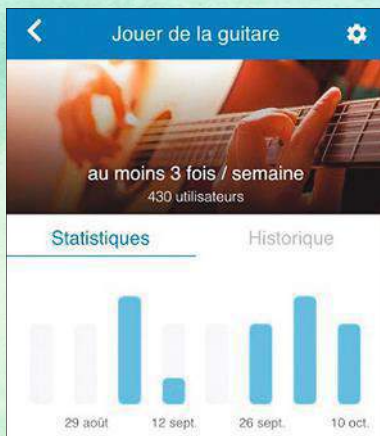 Jouer de la guitare
au moins 3 fois / semaine
430 utilisateurs
Statistiques
Historique
29 août
12 sept.
26 sept.
10 oct.